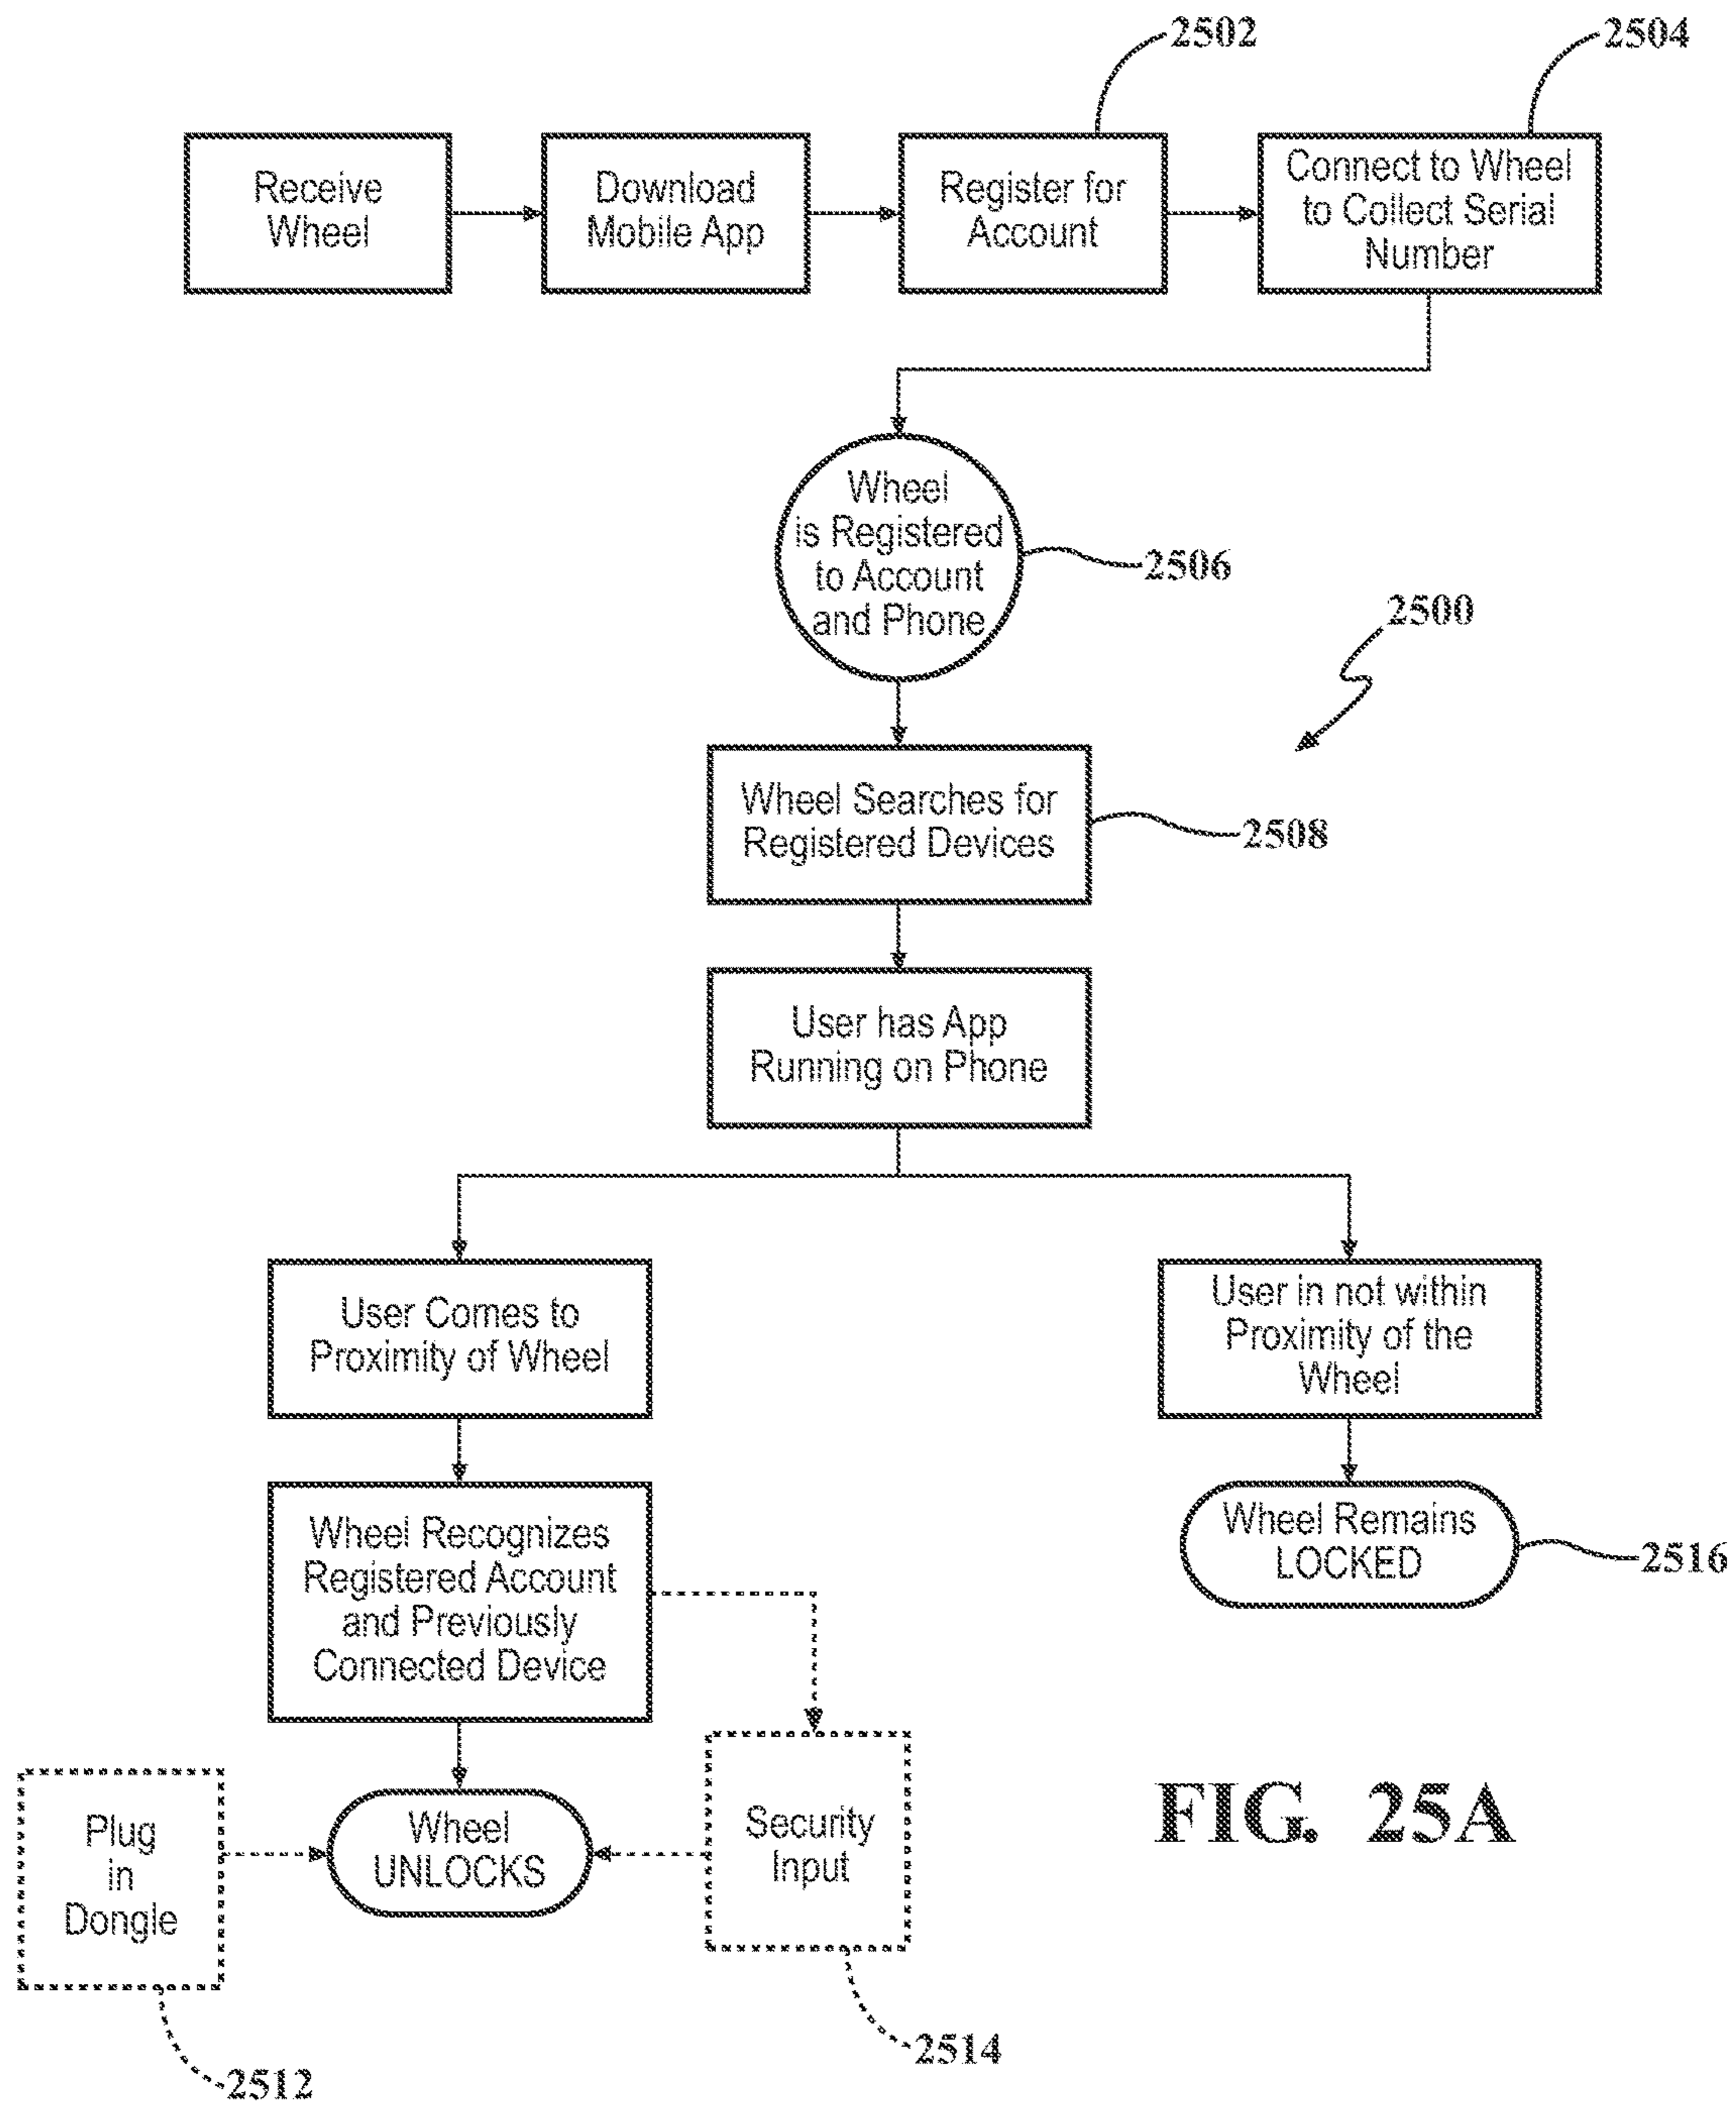 2502
2504
Receive
Wheel
Download
Mobile App
Register for
Account
Connect to Wheel
to Collect Serial
Number
Wheel
is Registered
to Account
and Phone
2506
2500
Wheel Searches for
Registered Devices
2508
User has App
Running on Phone
User Comes to
Proximity of Wheel
User in not within
Proximity of the
Wheel
Wheel Recognizes
Registered Account
and Previously
Connected Device
Wheel Remains
LOCKED
2516
Plug
in
Dongle
Wheel
UNLOCKS
Security
Input
FIG. 25A
2512
2514